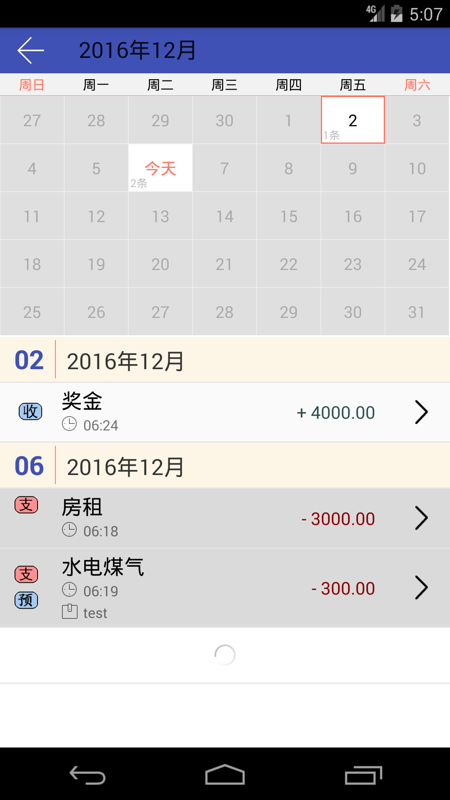 4G 5:07
2016年12月
周日 周一 周二 周三 周四 周五 周六
27 28 29 30 1 2 3
1条
4 5 今天 7 8 9 10
2条
11 12 13 14 15 16 17
18 19 20 21 22 23 24
25 26 27 28 29 30 31
02 2016年12月
收 奖金 + 4000.00
06:24
06 2016年12月
支 房租 - 3000.00
06:18
支 水电煤气 - 300.00
预 06:19
test